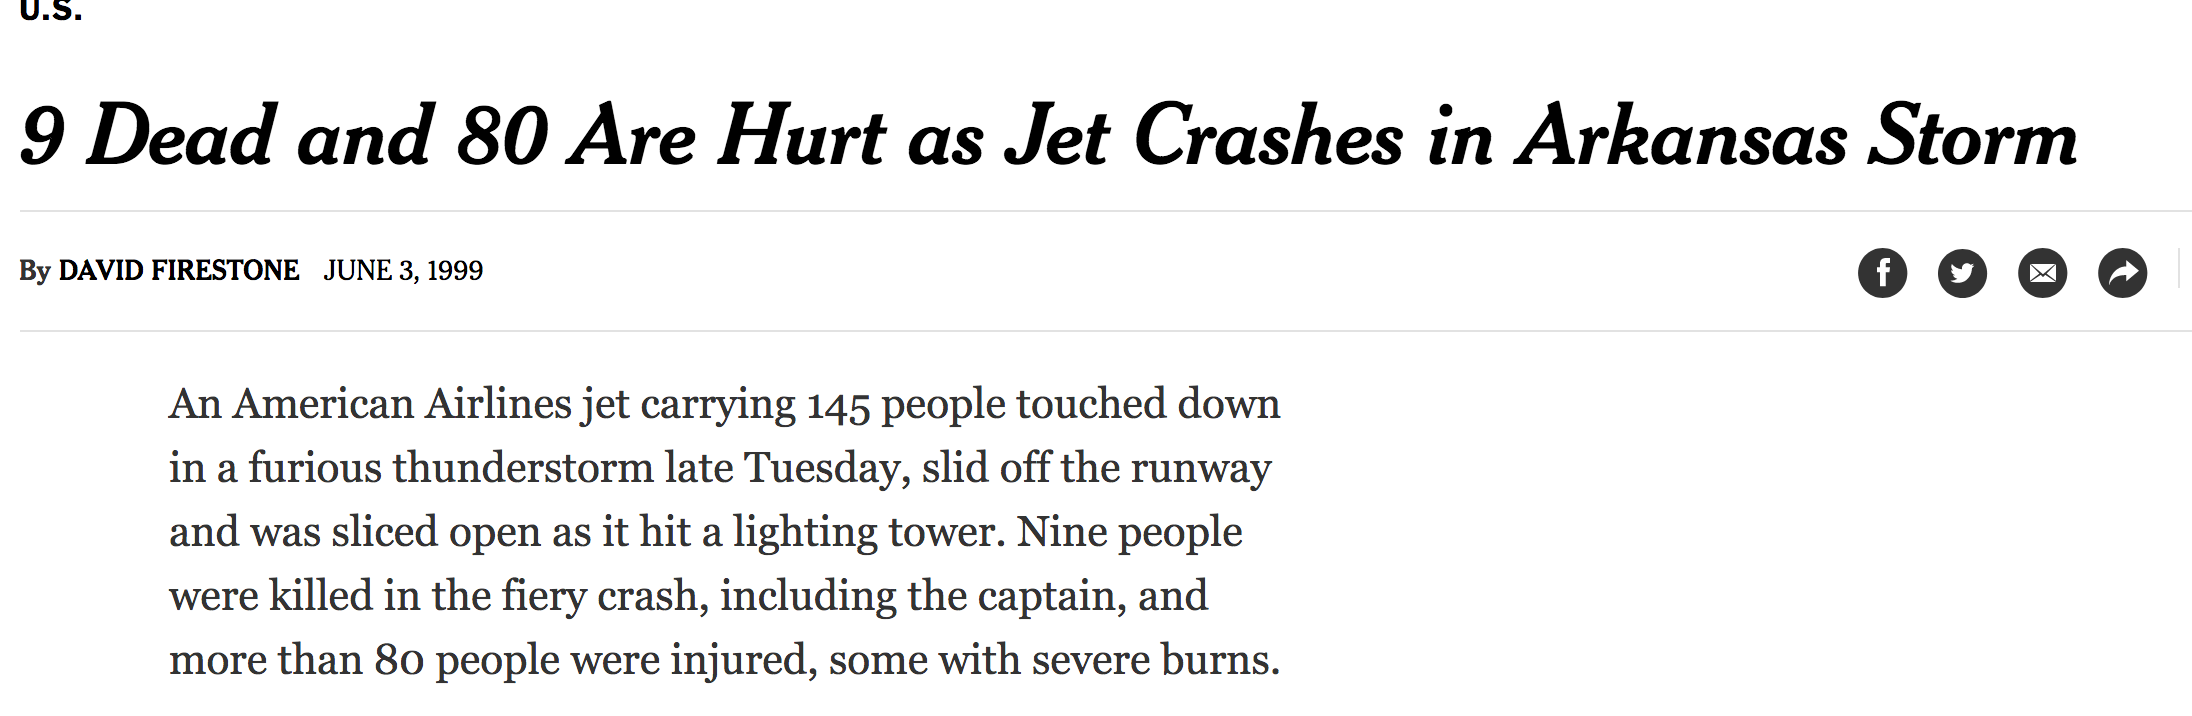 U.S.
9 Dead and 80 Are Hurt as Jet Crashes in Arkansas Storm
By DAVID FIRESTONE JUNE 3, 1999
An American Airlines jet carrying 145 people touched down
in a furious thunderstorm late Tuesday, slid off the runway
and was sliced open as it hit a lighting tower. Nine people
were killed in the fiery crash, including the captain, and
more than 80 people were injured, some with severe burns.